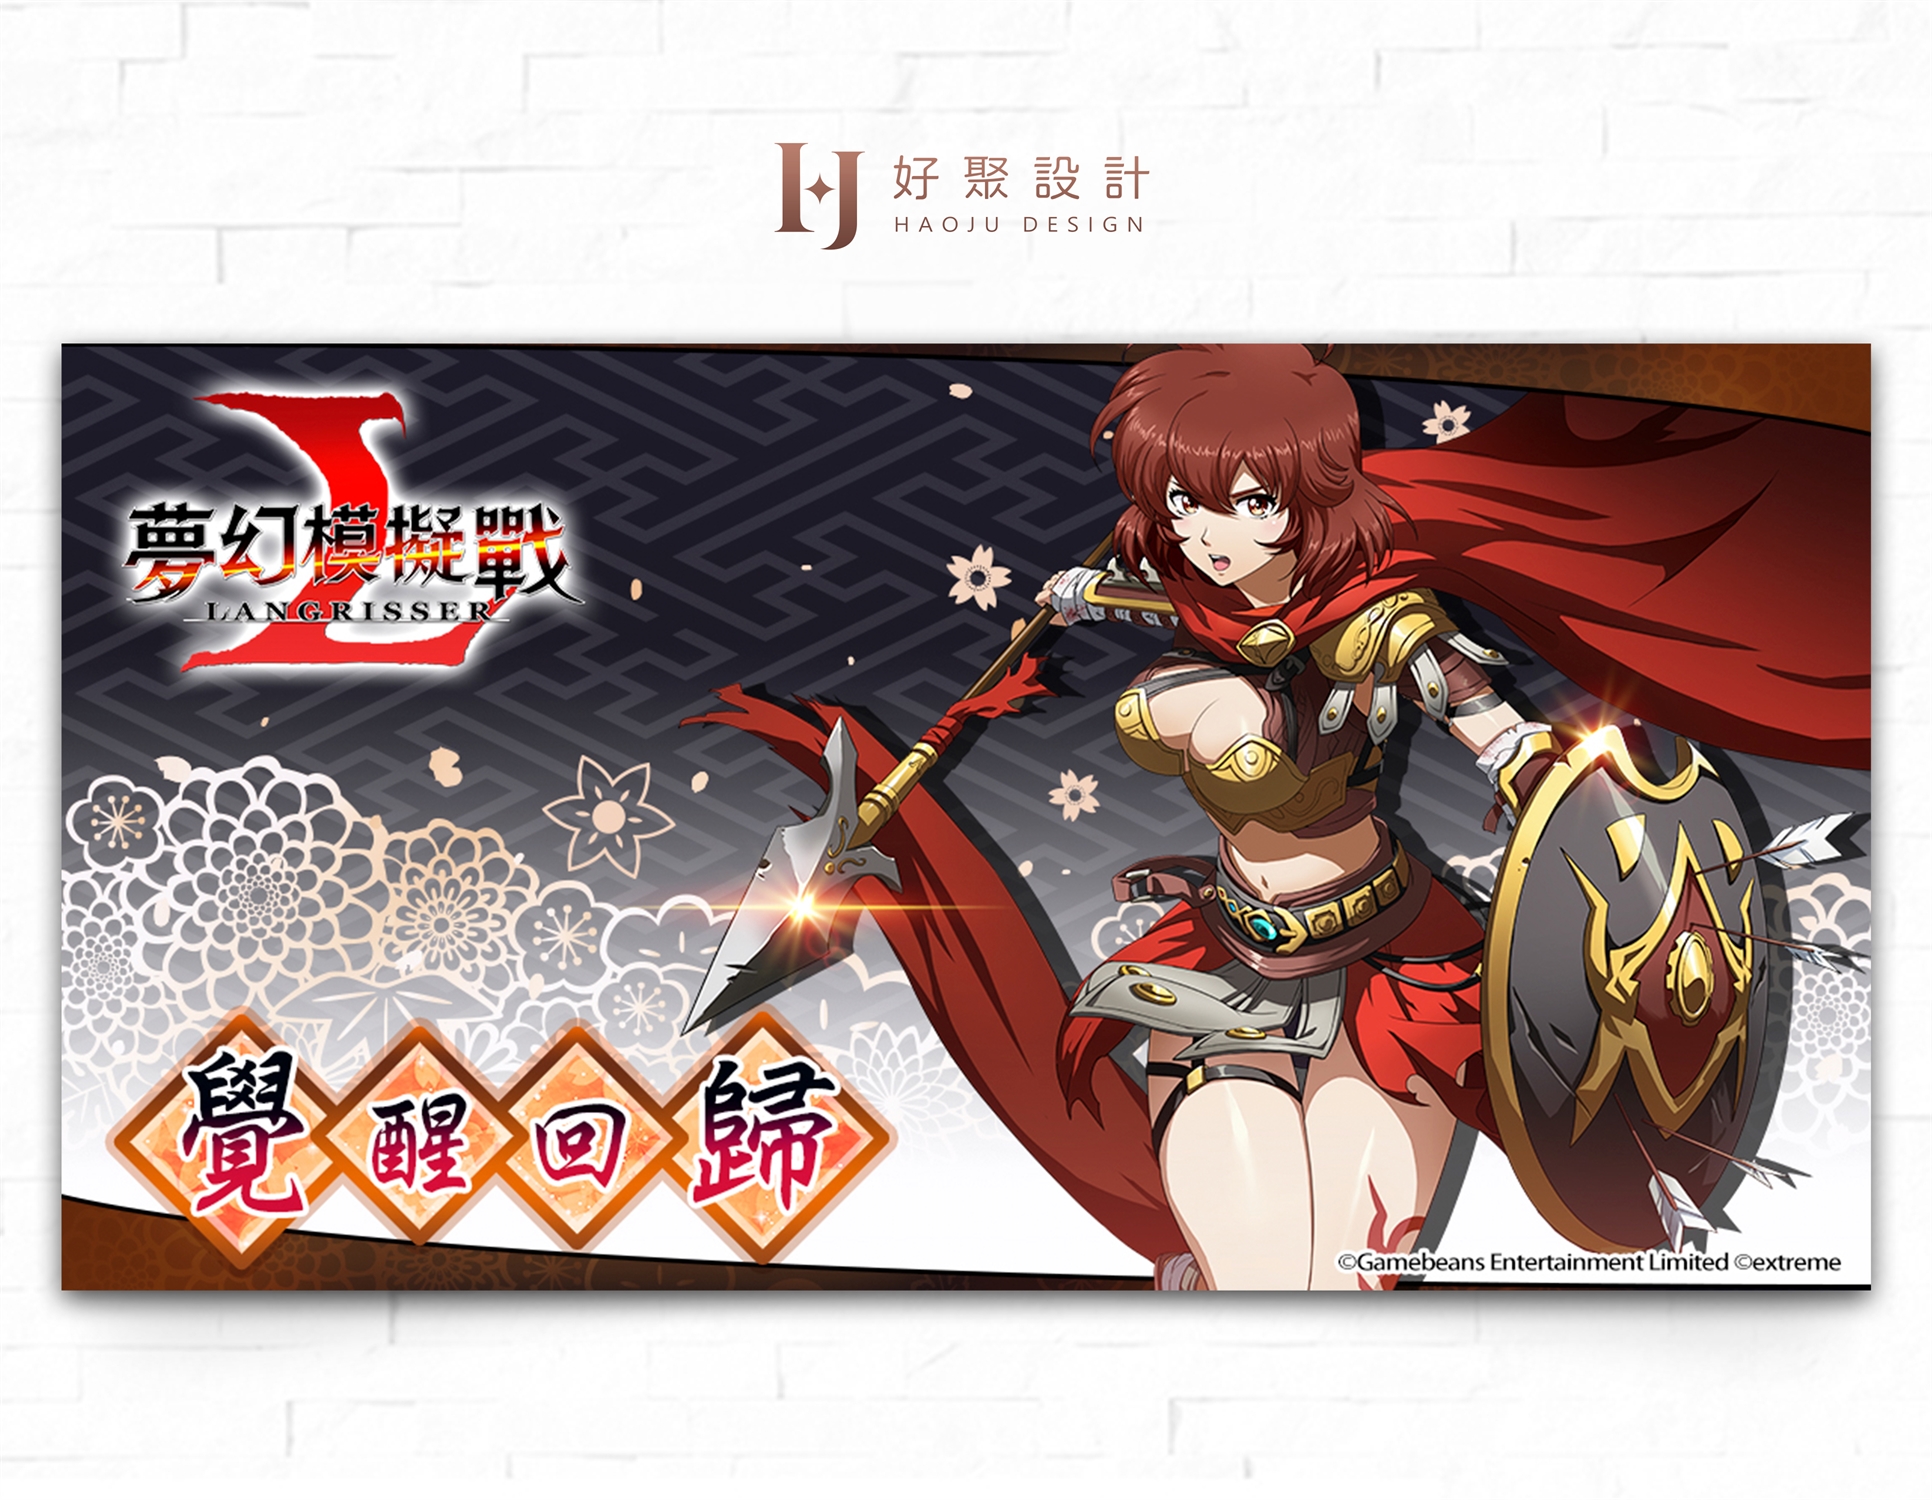 好聚設計
HAOJU DESIGN
夢幻模擬戰
LANGRISSER
覺醒回歸
©Gamebeans Entertainment Limited ©extreme